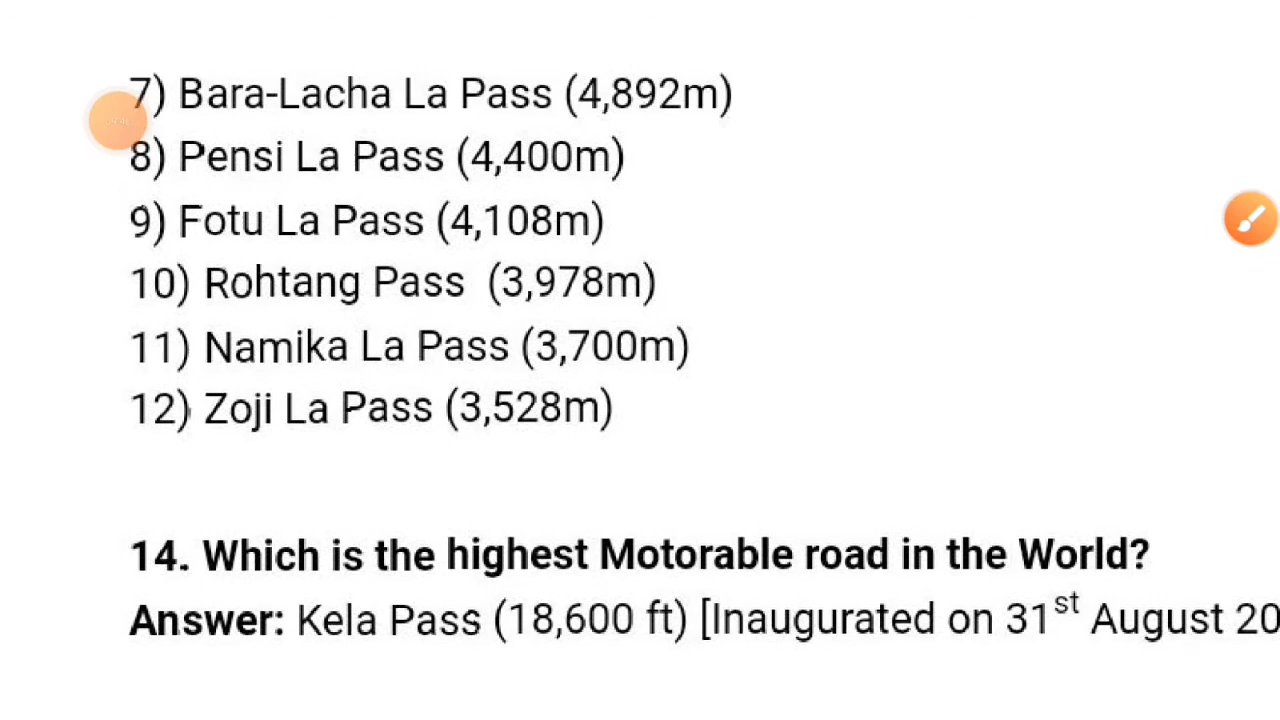 7) Bara-Lacha La Pass (4,892m)
8) Pensi La Pass (4,400m)
9) Fotu La Pass (4,108m)
10) Rohtang Pass (3,978m)
11) Namika La Pass (3,700m)
12) Zoji La Pass (3,528m)
14. Which is the highest Motorable road in the World?
Answer: Kela Pass (18,600 ft) [Inaugurated on 31st August 20